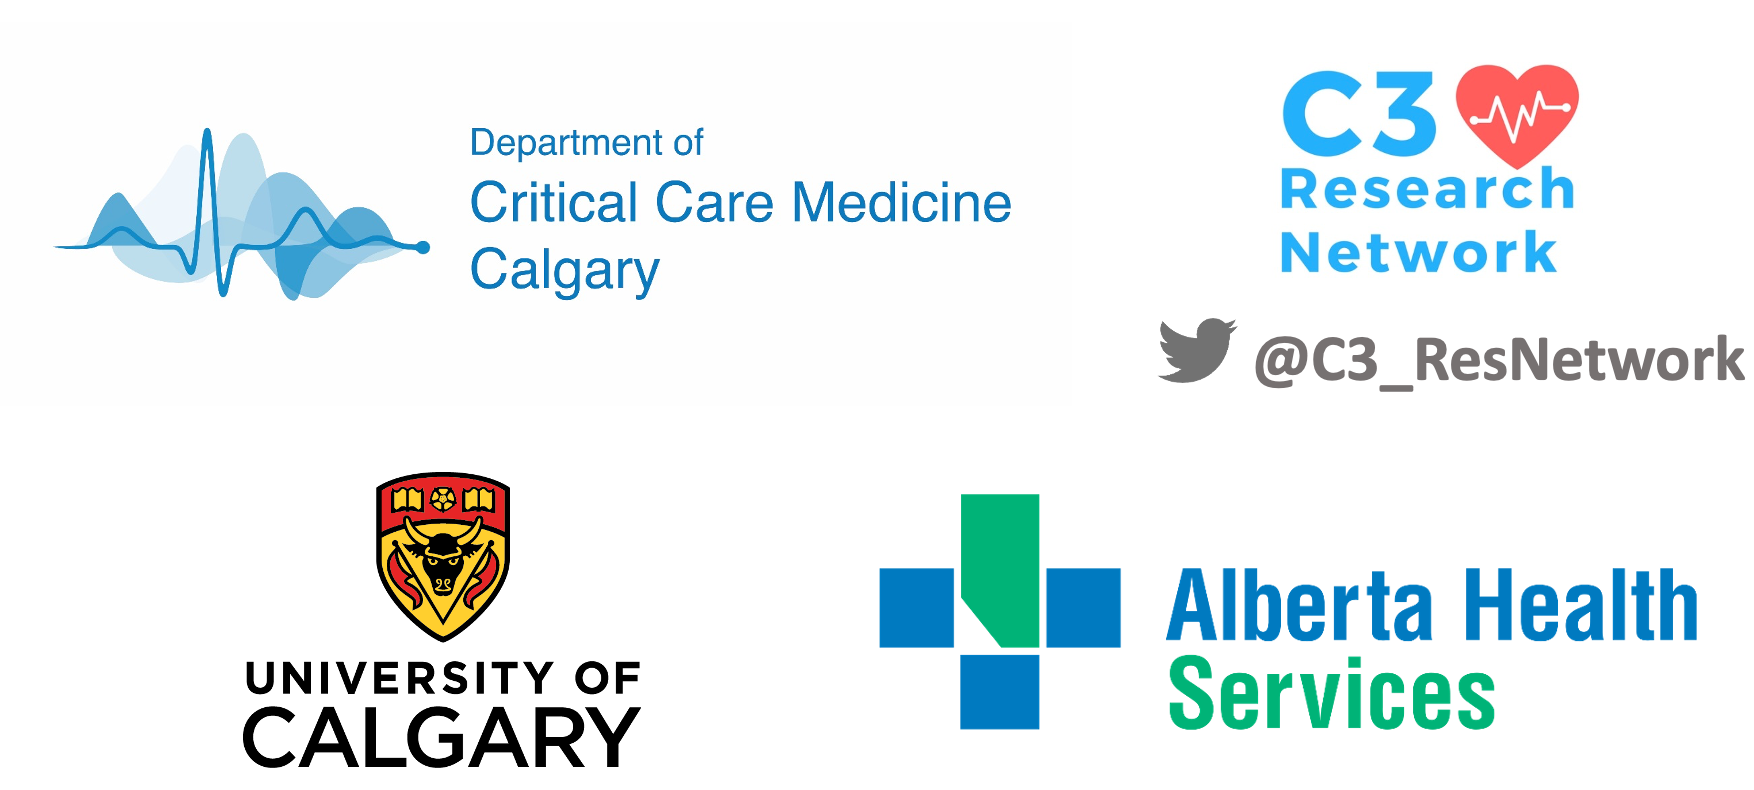 Department of
Critical Care Medicine
Calgary
C3
Research
Network
@C3_ResNetwork
UNIVERSITY OF
CALGARY
Alberta Health
Services